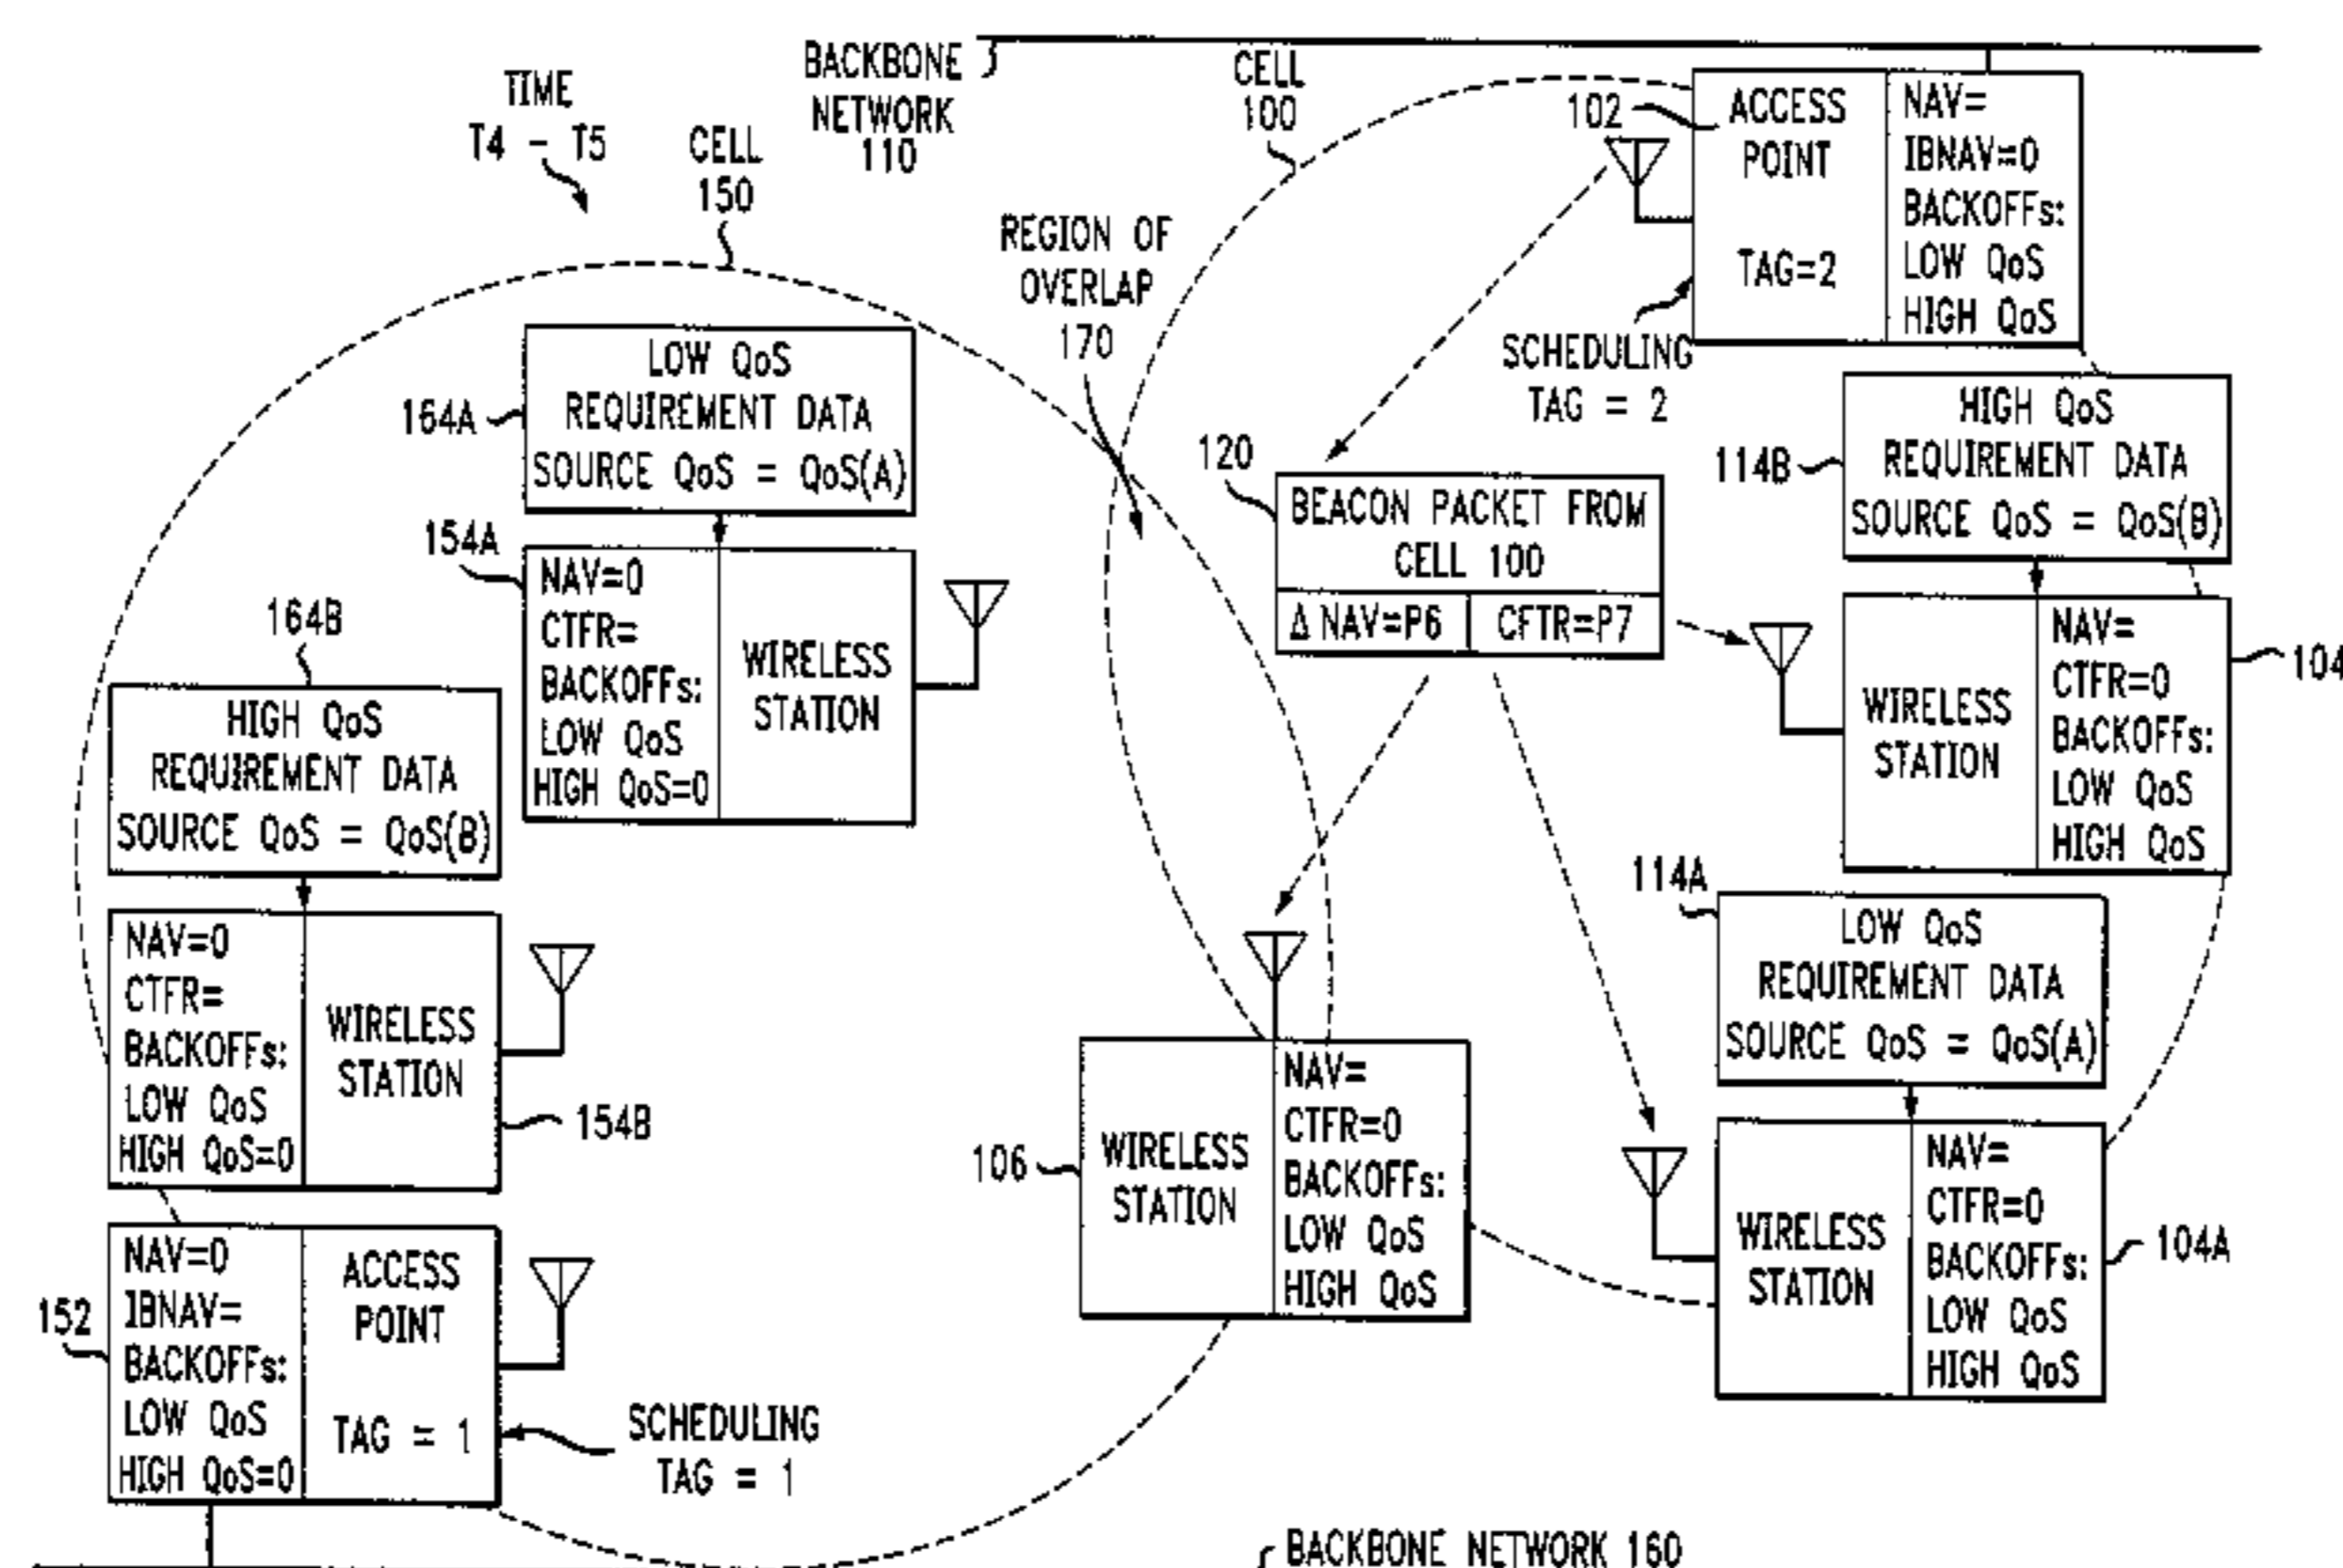 BACKBONE
NETWORK
110
TIME
T4 - T5
CELL
150
CELL
100
REGION OF
OVERLAP
170
102
ACCESS
POINT
TAG=2
NAV=
IBNAV=0
BACKOFFs:
LOW QoS
HIGH QoS
SCHEDULING
TAG = 2
164A
LOW QoS
REQUIREMENT DATA
SOURCE QoS = QoS(A)
154A
NAV=0
CTFR=
BACKOFFs:
LOW QoS
HIGH QoS=0
WIRELESS
STATION
120
BEACON PACKET FROM
CELL 100
Δ NAV=P6
CFTR=P7
114B
HIGH QoS
REQUIREMENT DATA
SOURCE QoS = QoS(B)
WIRELESS
STATION
NAV=
CTFR=0
BACKOFFs:
LOW QoS
HIGH QoS
104
164B
HIGH QoS
REQUIREMENT DATA
SOURCE QoS = QoS(B)
NAV=0
CTFR=
BACKOFFs:
LOW QoS
HIGH QoS=0
WIRELESS
STATION
154B
114A
LOW QoS
REQUIREMENT DATA
SOURCE QoS = QoS(A)
106
WIRELESS
STATION
NAV=
CTFR=0
BACKOFFs:
LOW QoS
HIGH QoS
WIRELESS
STATION
NAV=
CTFR=0
BACKOFFs:
LOW QoS
HIGH QoS
104A
152
NAV=0
IBNAV=
BACKOFFs:
LOW QoS
HIGH QoS=0
ACCESS
POINT
TAG = 1
SCHEDULING
TAG = 1
BACKBONE NETWORK 160